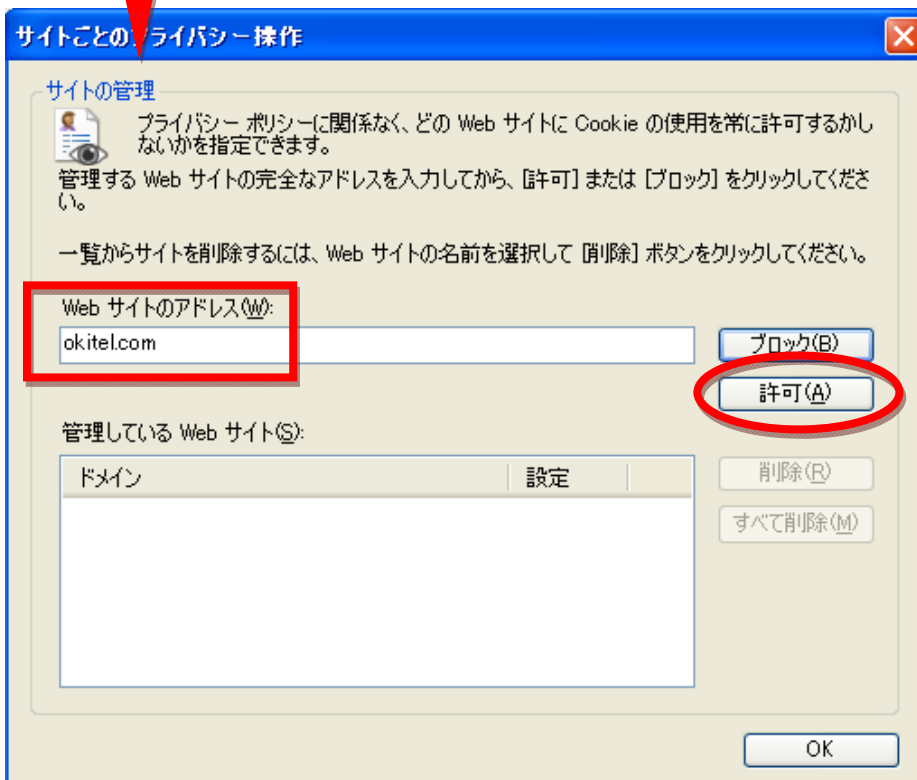 サイトごとのプライバシー操作
サイトの管理
プライバシー ポリシーに関係なく、どの Web サイトに Cookie の使用を常に許可するかし
ないかを指定できます。
管理する Web サイトの完全なアドレスを入力してから、[許可] または [ブロック] をクリックしてくださ
い。
一覧からサイトを削除するには、Web サイトの名前を選択して [削除] ボタンをクリックしてください。
Web サイトのアドレス(W):
okitel.com
ブロック(B)
許可(A)
管理している Web サイト(S):
ドメイン 設定
削除(R)
すべて削除(M)
OK